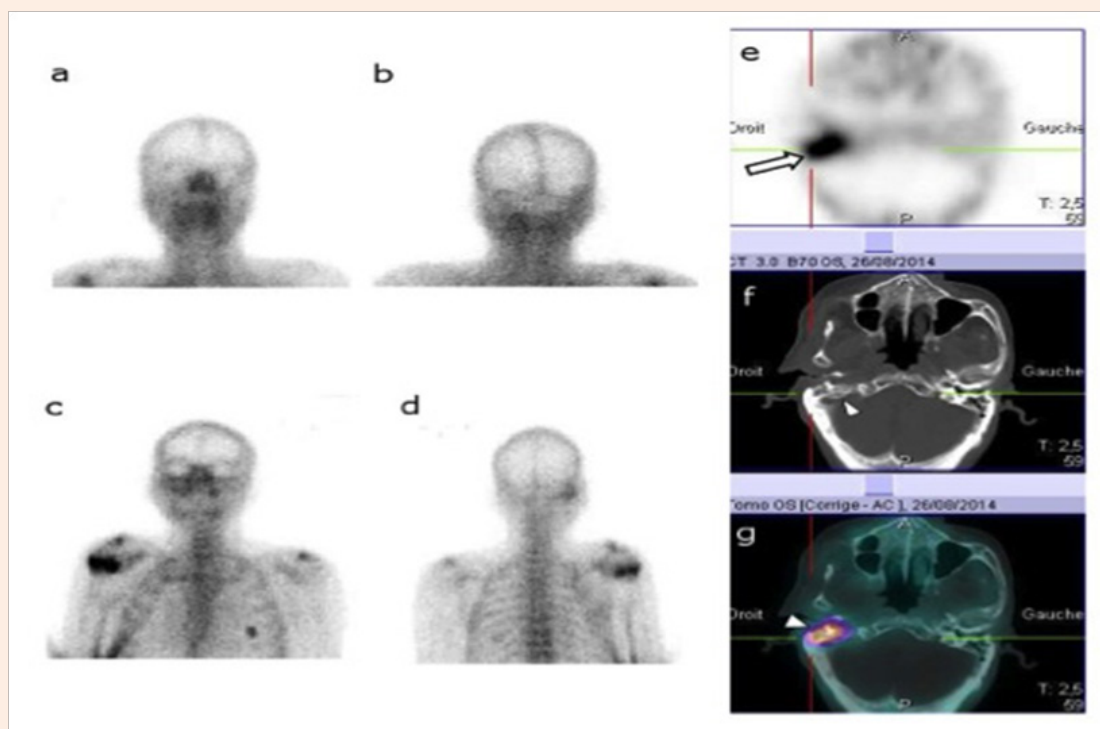 a
b
c
d
e
A
Droit
Gauche
P
T: 2,5
59
CT 3.0 B70 OS, 26/08/2014
f
Droit
Gauche
P
T: 2,5
59
Tomo OS [Corrige - AC ], 26/08/2014
g
Droit
Gauche
P
T: 2,5
59